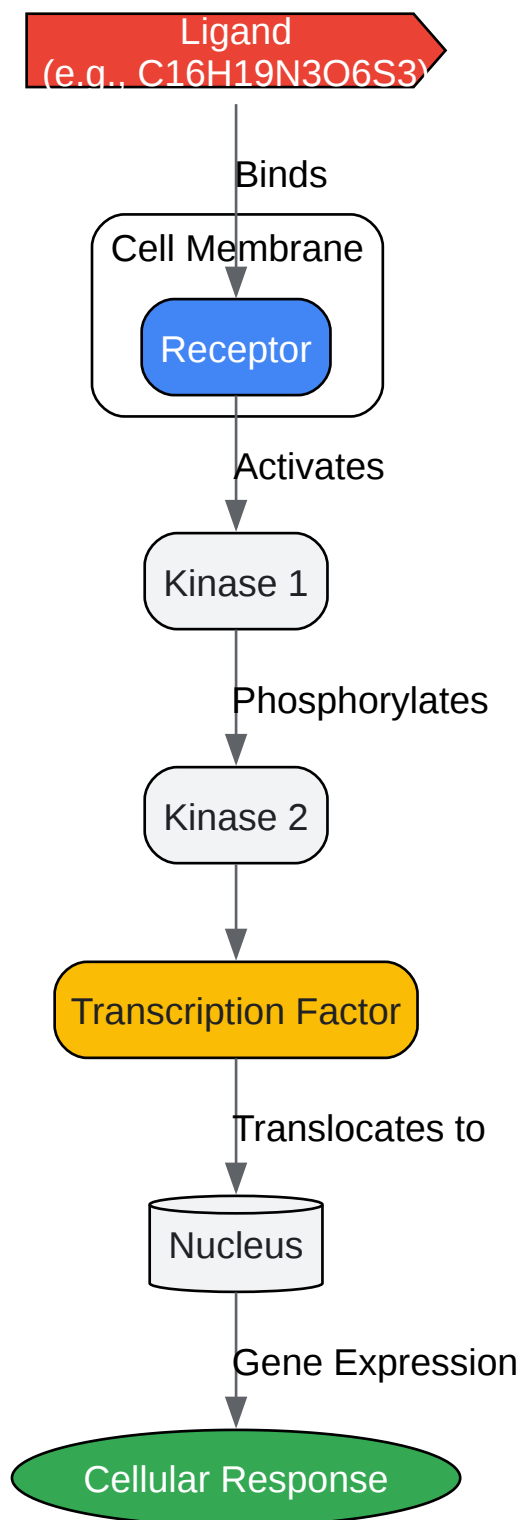 Ligand
(e.g., C16H19N3O6S3)
Binds
Cell Membrane
Receptor
Activates
Kinase 1
Phosphorylates
Kinase 2
Transcription Factor
Translocates to
Nucleus
Gene Expression
Cellular Response